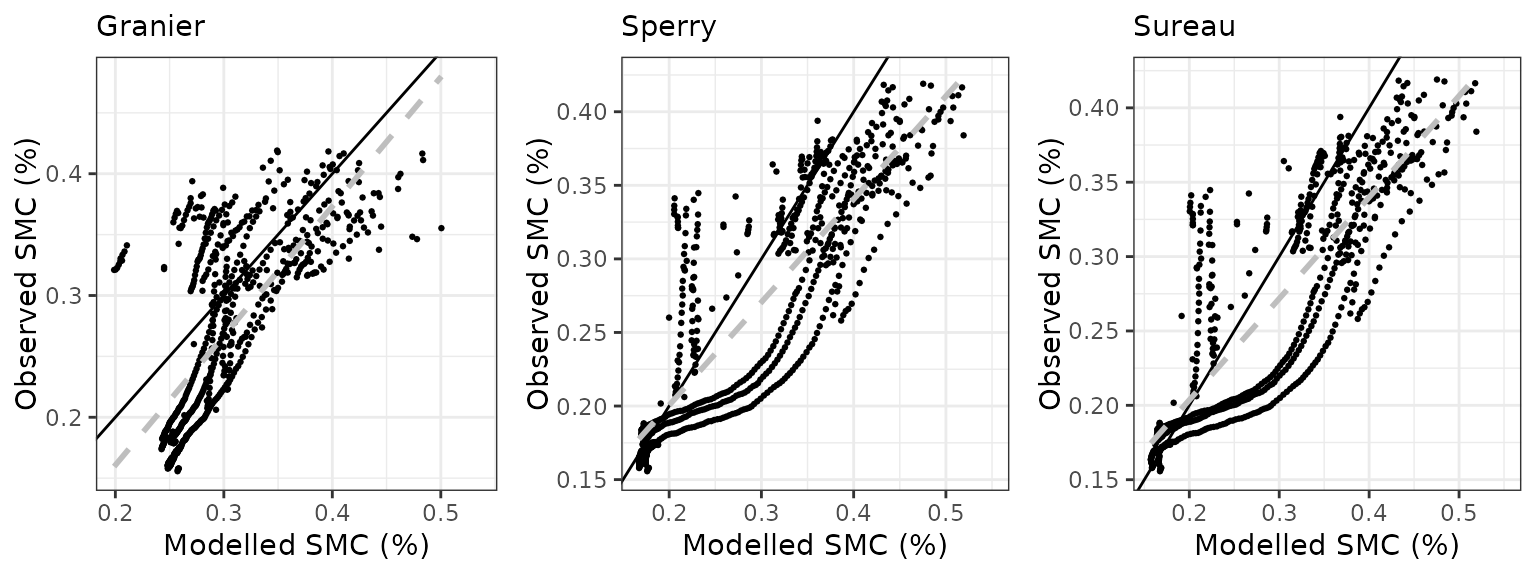 Granier
Observed SMC (%)
0.4
0.3
0.2
0.2 0.3 0.4 0.5
Modelled SMC (%)
Sperry
Observed SMC (%)
0.40
0.35
0.30
0.25
0.20
0.15
0.2 0.3 0.4 0.5
Modelled SMC (%)
Sureau
Observed SMC (%)
0.40
0.35
0.30
0.25
0.20
0.15
0.2 0.3 0.4 0.5
Modelled SMC (%)